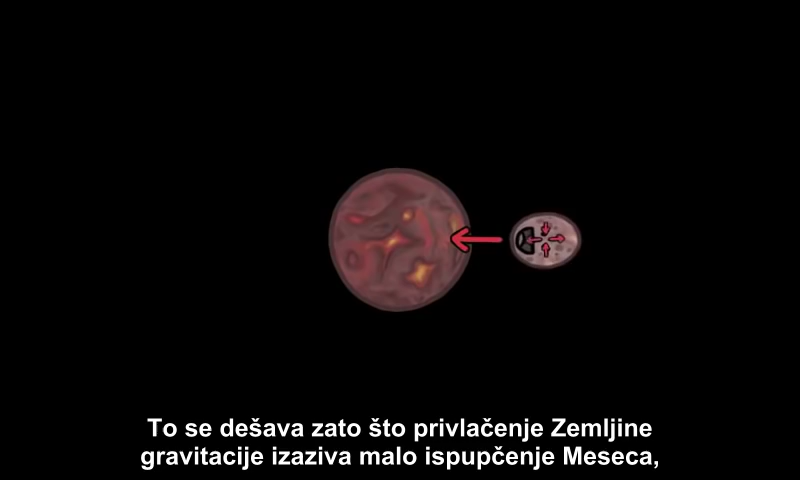 To se dešava zato što privlačenje Zemljine
gravitacije izaziva malo ispupčenje Meseca,